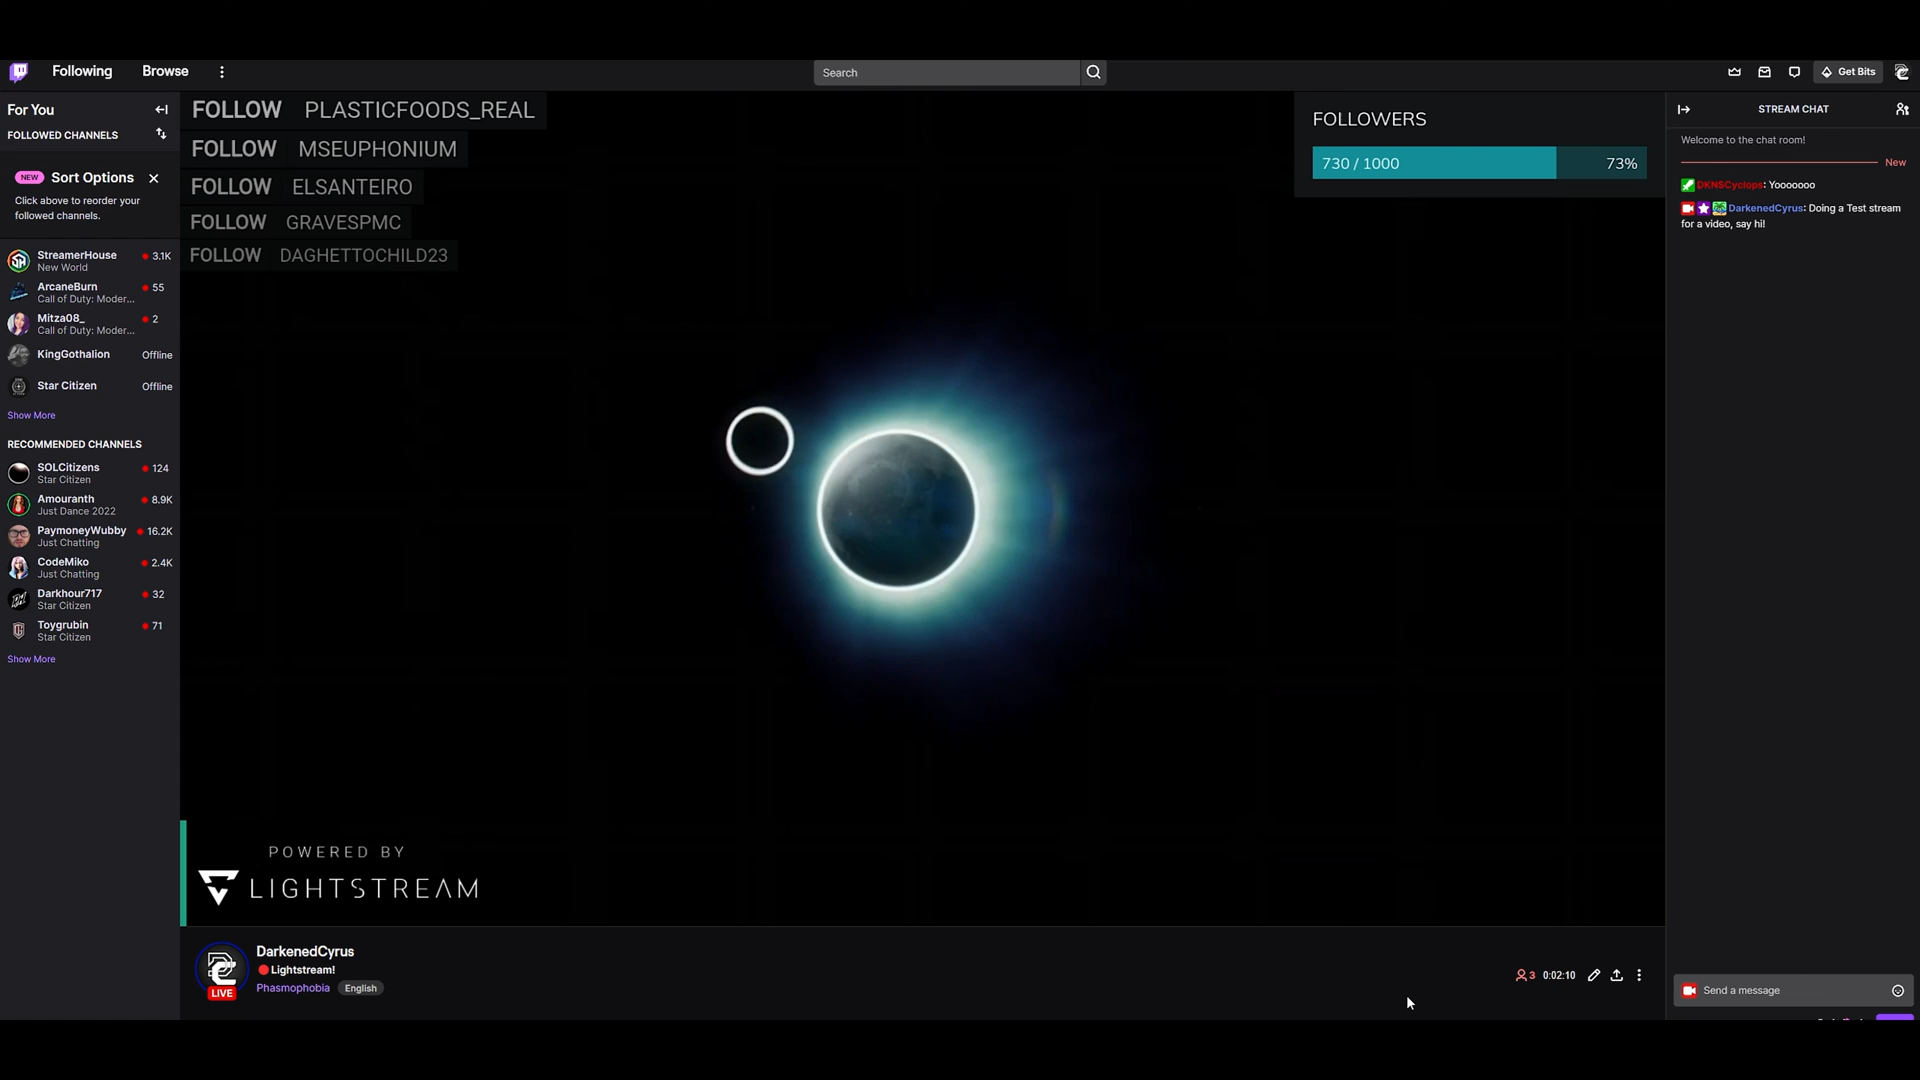 Following
Browse
Search
Get Bits
For You
FOLLOWED CHANNELS
NEW Sort Options
Click above to reorder your
followed channels.
StreamerHouse 3.1K
New World
ArcaneBurn 55
Call of Duty: Moder...
Mitza08_ 2
Call of Duty: Moder...
KingGothalion Offline
Star Citizen Offline
Show More
RECOMMENDED CHANNELS
SOLCitizens 124
Star Citizen
Amouranth 8.9K
Just Dance 2022
PaymoneyWubby 16.2K
Just Chatting
CodeMiko 2.4K
Just Chatting
Darkhour717 32
Star Citizen
Toygrubin 71
Star Citizen
Show More
FOLLOW PLASTICFOODS_REAL
FOLLOW MSEUPHONIUM
FOLLOW ELSANTEIRO
FOLLOW GRAVESPMC
FOLLOW DAGHETTOCHILD23
FOLLOWERS
730 / 1000 73%
POWERED BY
LIGHTSTREAM
DarkenedCyrus
Lightstream!
LIVE
Phasmophobia English
3 0:02:10
STREAM CHAT
Welcome to the chat room!
New
DKNSCyclops: Yooooooo
DarkenedCyrus: Doing a Test stream
for a video, say hi!
Send a message